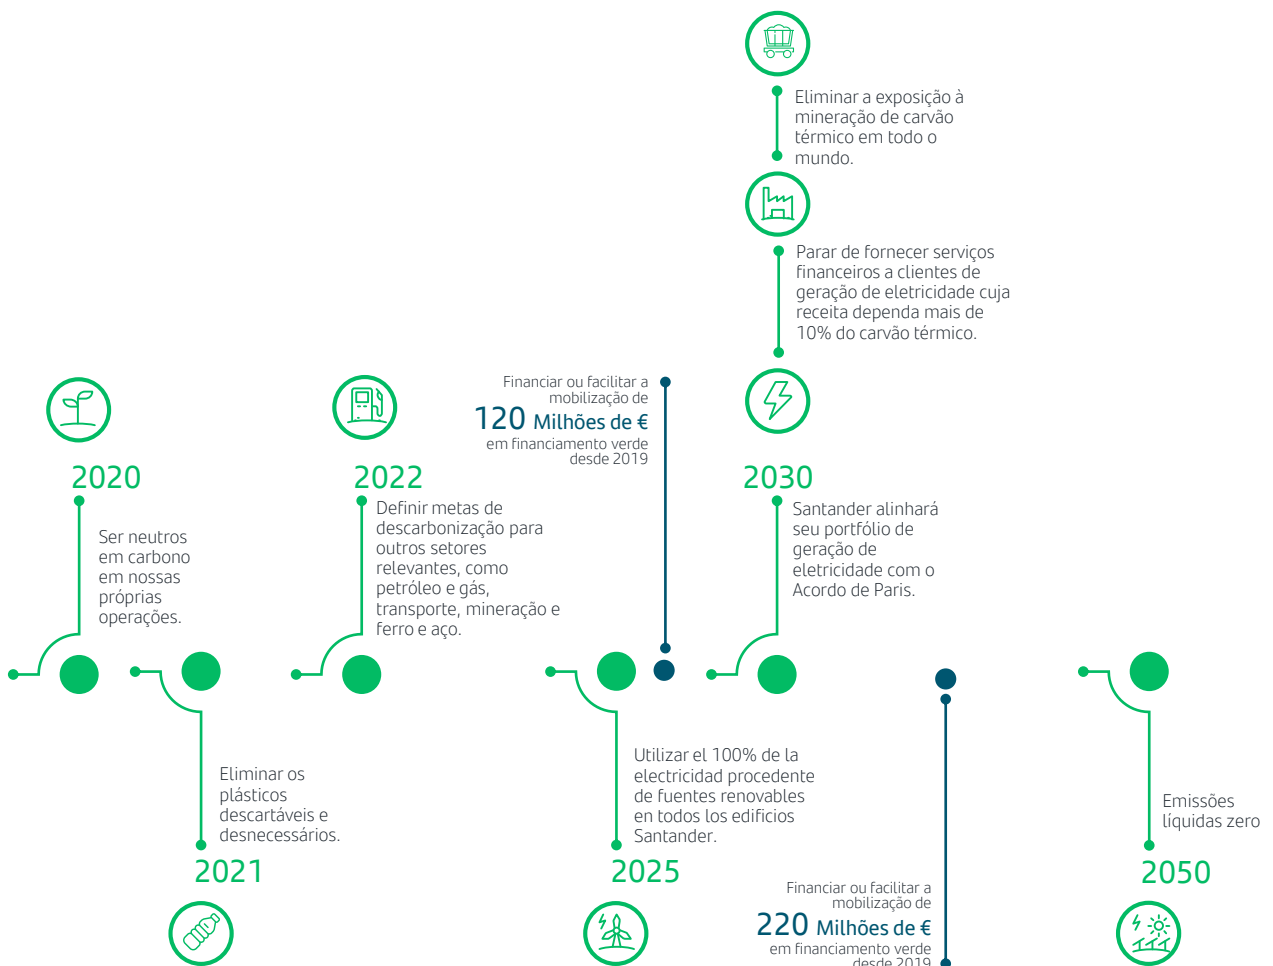 Eliminar a exposição à
mineração de carvão
térmico em todo o
mundo.
Parar de fornecer serviços
financeiros a clientes de
geração de eletricidade cuja
receita dependa mais de
10% do carvão térmico.
2020
Ser neutros
em carbono
em nossas
próprias
operações.
Eliminar os
plásticos
descartáveis e
desnecessários.
2021
2022
Definir metas de
descarbonização para
outros setores
relevantes, como
petróleo e gás,
transporte, mineração e
ferro e aço.
Financiar ou facilitar a
mobilização de
120 Milhões de €
em financiamento verde
desde 2019
Utilizar el 100% de la
electricidad procedente
de fuentes renovables
en todos los edificios
Santander.
2025
2030
Santander alinhará
seu portfólio de
geração de
eletricidade com o
Acordo de Paris.
Financiar ou facilitar a
mobilização de
220 Milhões de €
em financiamento verde
desde 2019
Emissões
líquidas zero
2050